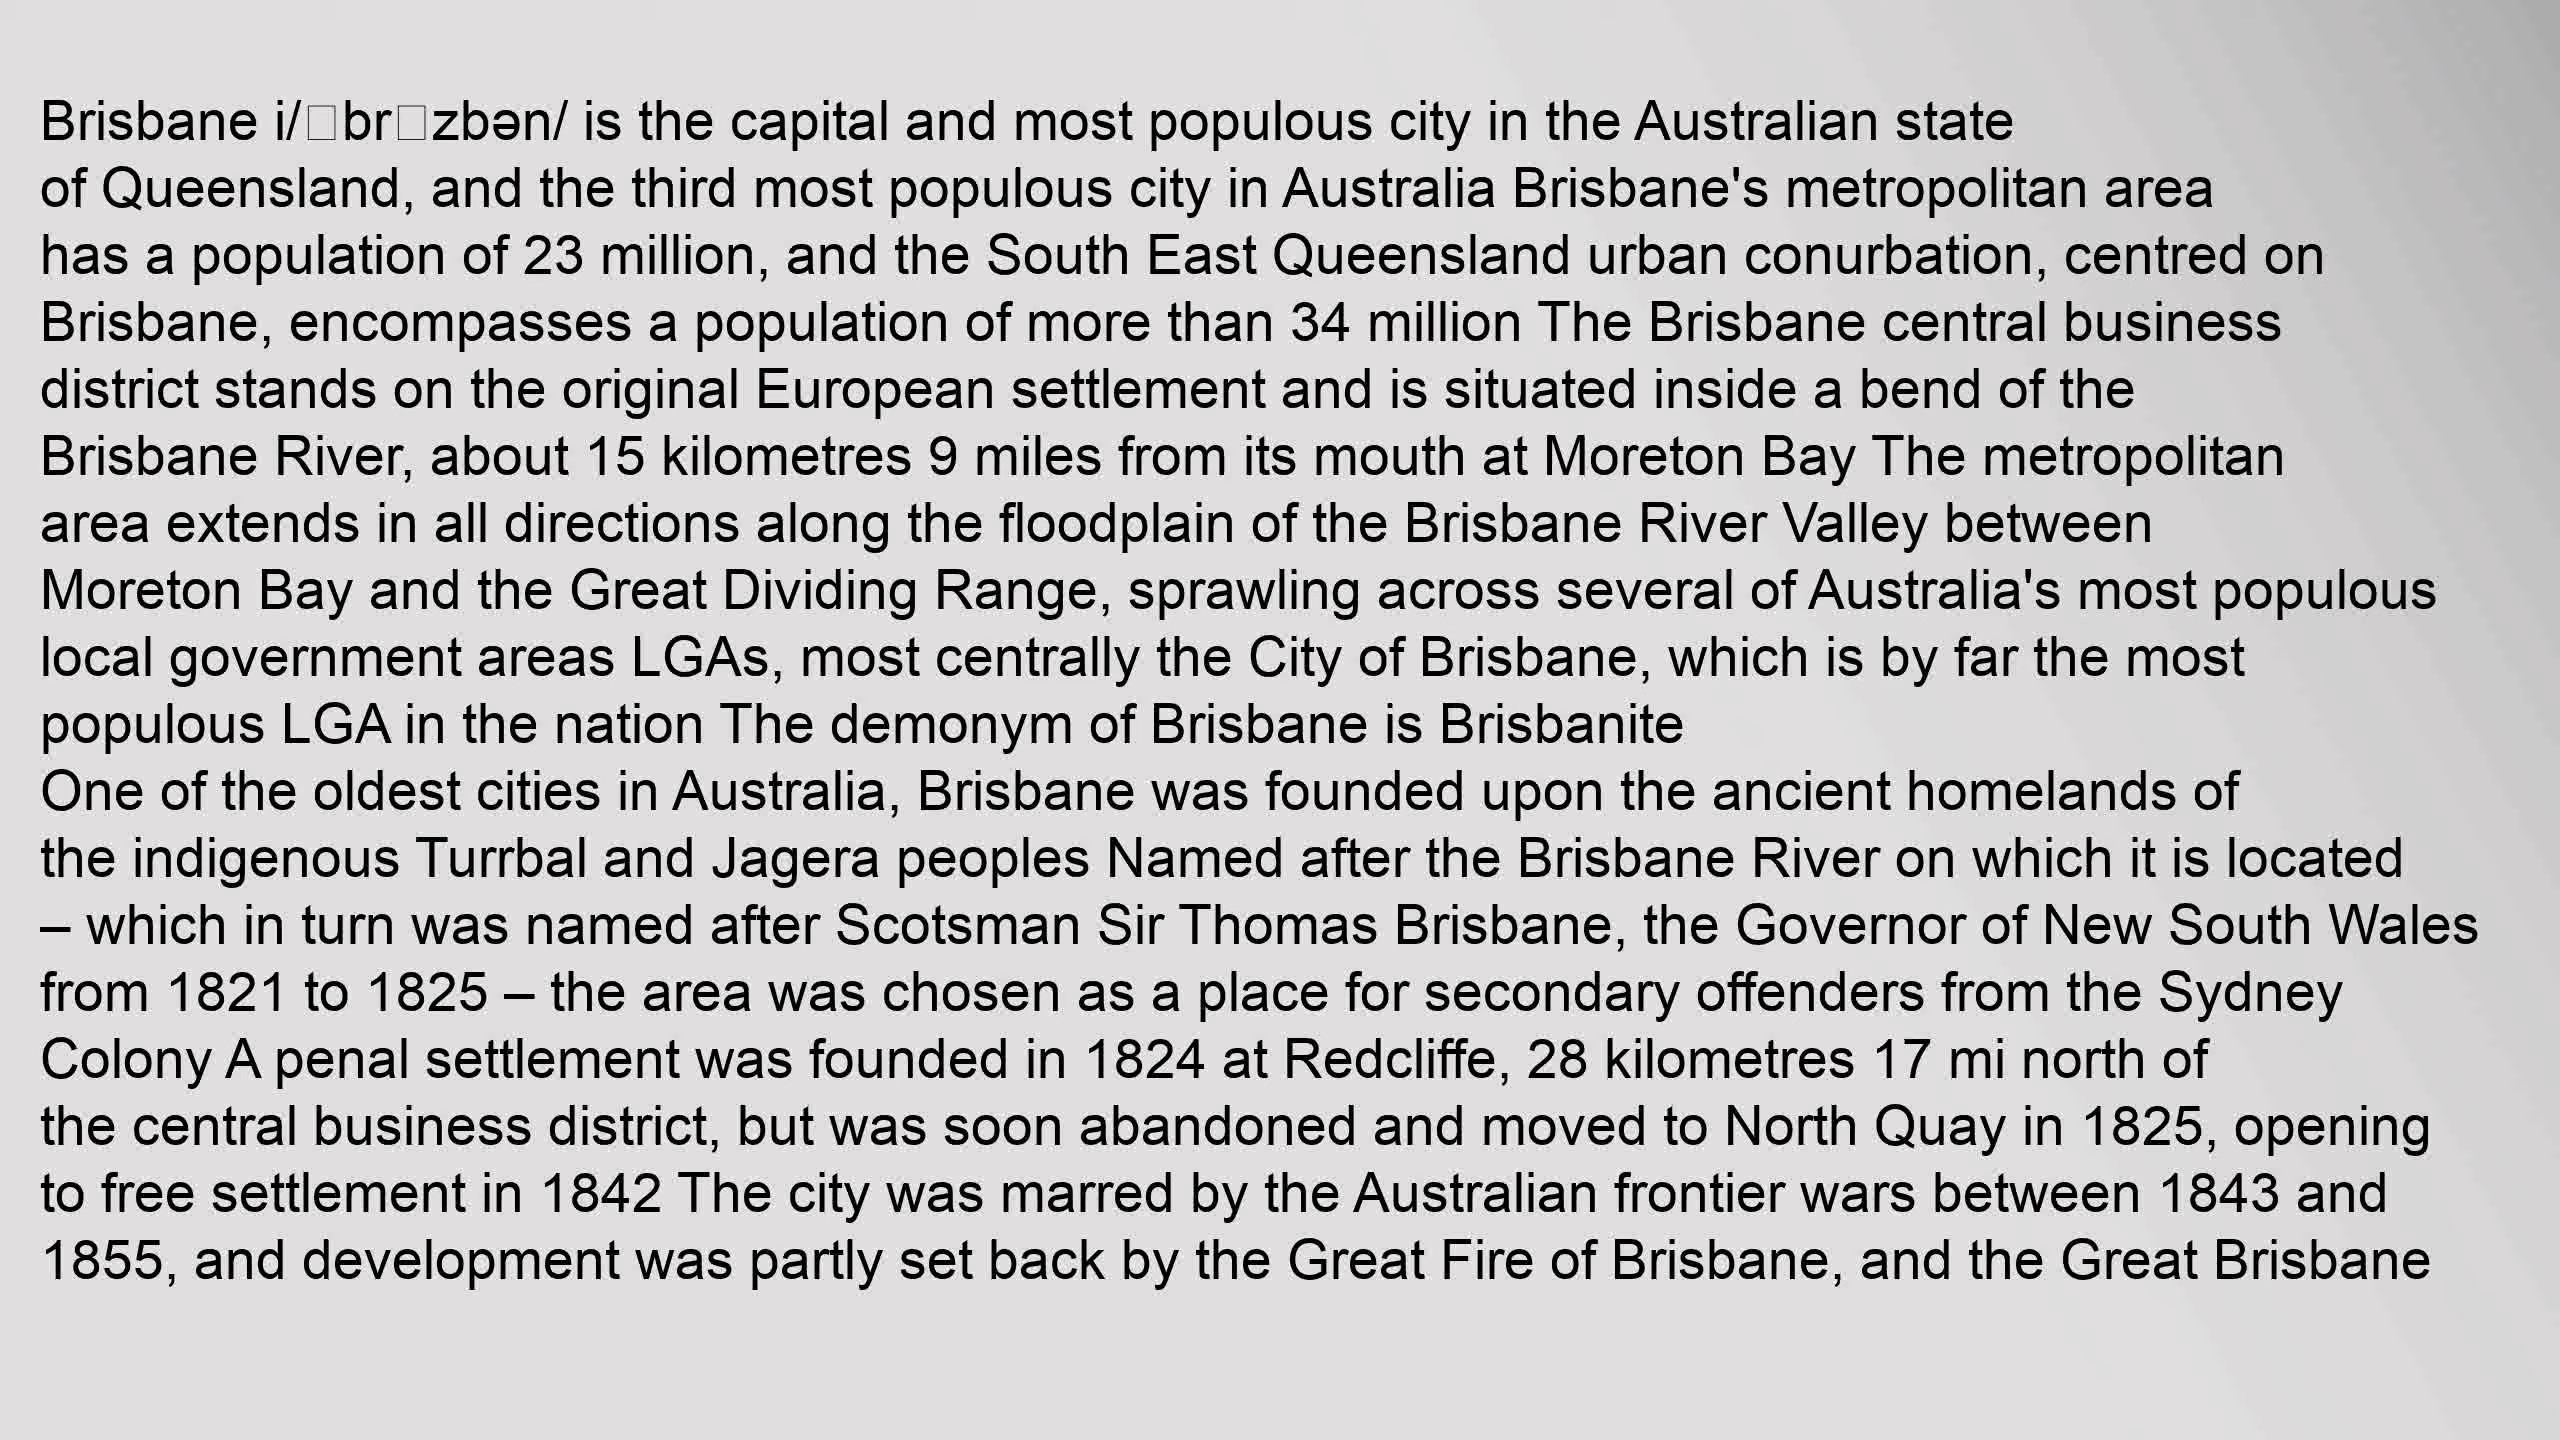 Brisbane i/□br□zbən/ is the capital and most populous city in the Australian state
of Queensland, and the third most populous city in Australia Brisbane's metropolitan area
has a population of 23 million, and the South East Queensland urban conurbation, centred on
Brisbane, encompasses a population of more than 34 million The Brisbane central business
district stands on the original European settlement and is situated inside a bend of the
Brisbane River, about 15 kilometres 9 miles from its mouth at Moreton Bay The metropolitan
area extends in all directions along the floodplain of the Brisbane River Valley between
Moreton Bay and the Great Dividing Range, sprawling across several of Australia's most populous
local government areas LGAs, most centrally the City of Brisbane, which is by far the most
populous LGA in the nation The demonym of Brisbane is Brisbanite
One of the oldest cities in Australia, Brisbane was founded upon the ancient homelands of
the indigenous Turrbal and Jagera peoples Named after the Brisbane River on which it is located
– which in turn was named after Scotsman Sir Thomas Brisbane, the Governor of New South Wales
from 1821 to 1825 – the area was chosen as a place for secondary offenders from the Sydney
Colony A penal settlement was founded in 1824 at Redcliffe, 28 kilometres 17 mi north of
the central business district, but was soon abandoned and moved to North Quay in 1825, opening
to free settlement in 1842 The city was marred by the Australian frontier wars between 1843 and
1855, and development was partly set back by the Great Fire of Brisbane, and the Great Brisbane